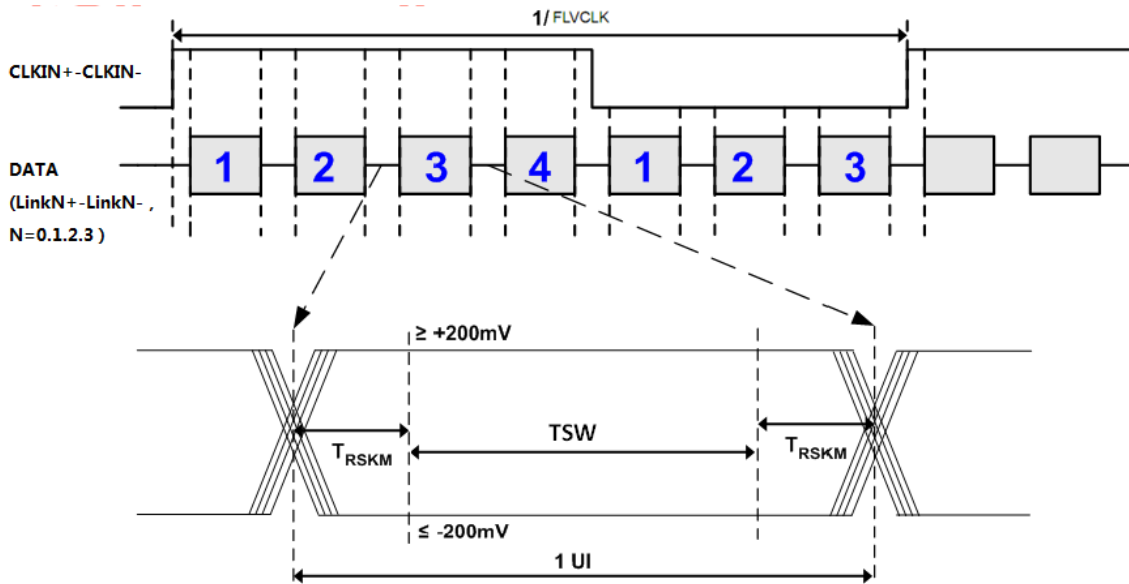 1/ FLVCLK
CLKIN+-CLKIN-
DATA
(LinkN+-LinkN- ,
N=0.1.2.3 )
1 2 3 4 1 2 3
≥ +200mV
TRSKM
TSW
TRSKM
≤ -200mV
1 UI